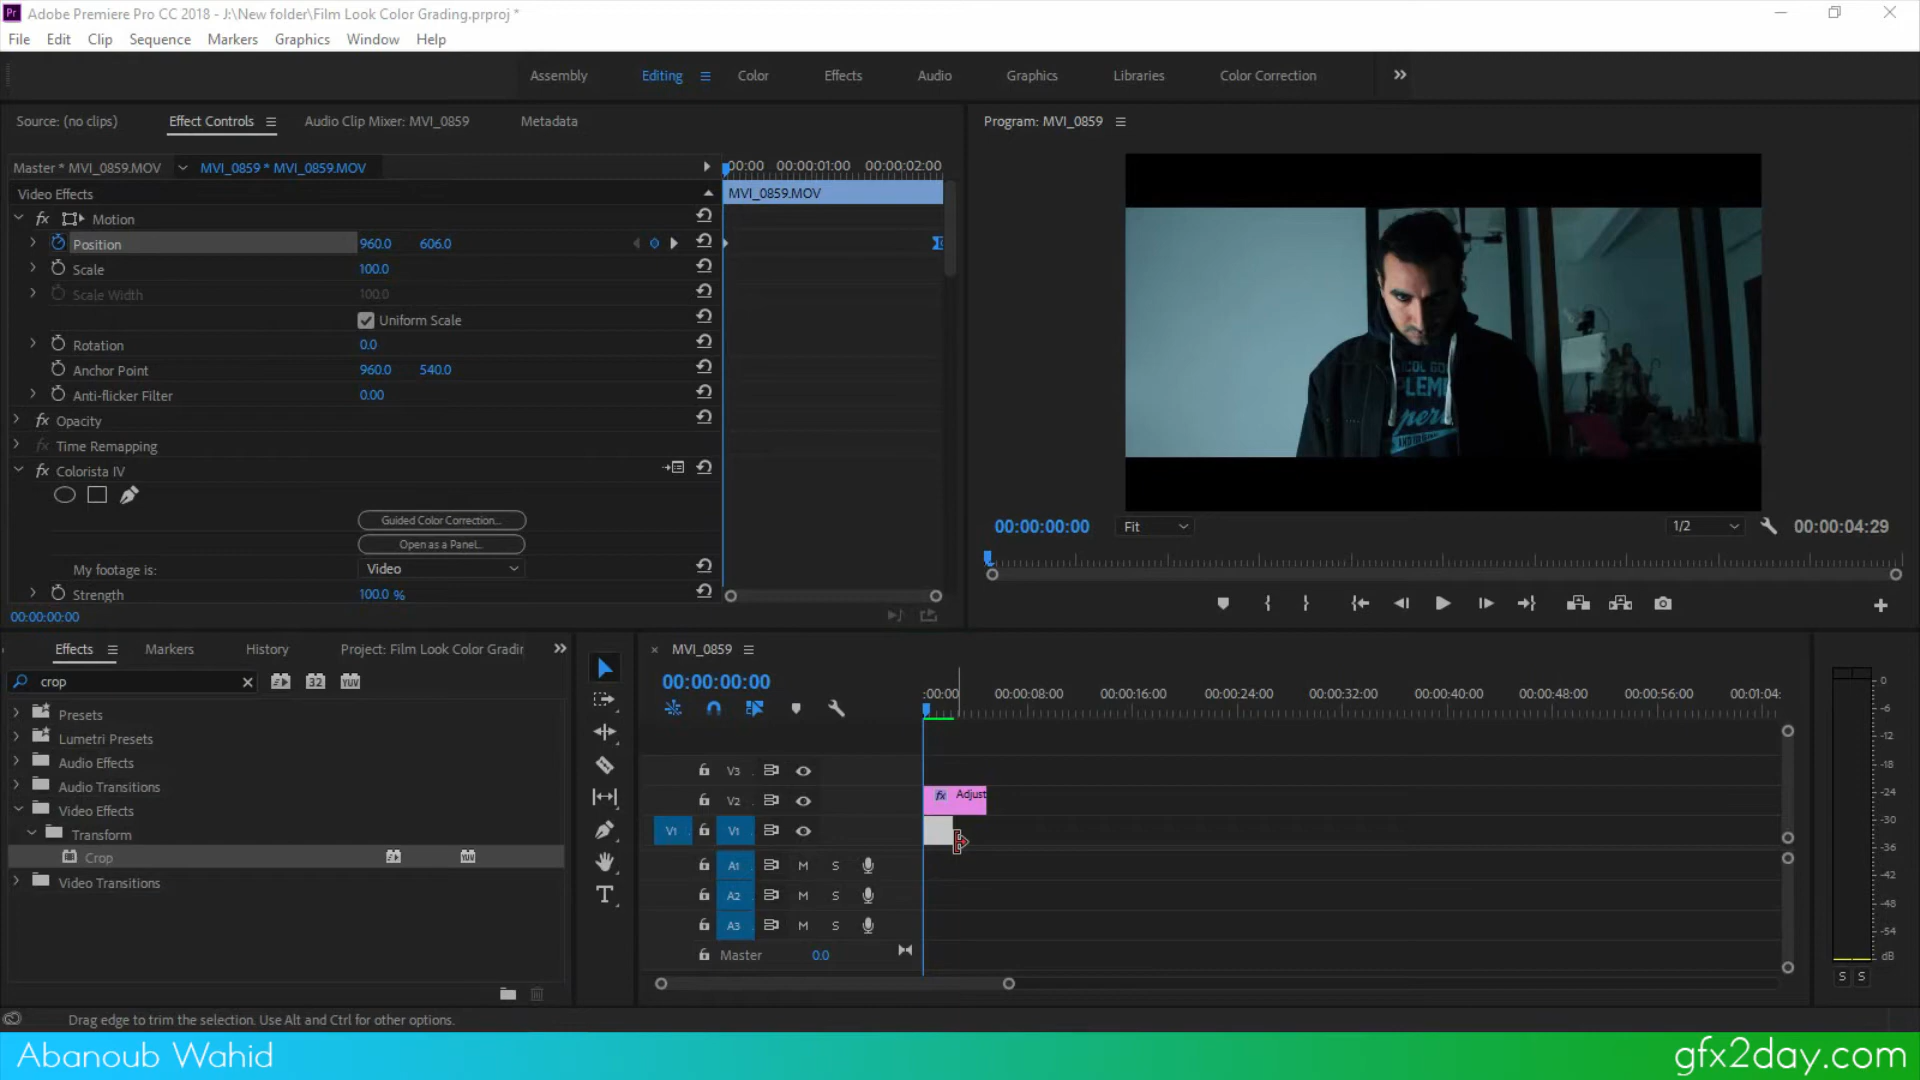 Adobe Premiere Pro CC 2018 - J:\New folder\Film Look Color Grading.prproj *
File Edit Clip Sequence Markers Graphics Window Help
Assembly Editing Color Effects Audio Graphics Libraries Color Correction
Source: (no clips) Effect Controls Audio Clip Mixer: MVI_0859 Metadata
Program: MVI_0859
Master * MVI_0859.MOV MVI_0859 * MVI_0859.MOV
:00:00 00:00:01:00 00:00:02:00
Video Effects
MVI_0859.MOV
fx Motion
Position 960.0 606.0
Scale 100.0
Scale Width 100.0
Uniform Scale
Rotation 0.0
Anchor Point 960.0 540.0
Anti-flicker Filter 0.00
fx Opacity
fx Time Remapping
fx Colorista IV
Guided Color Correction...
Open as a Panel...
My footage is: Video
Strength 100.0 %
00:00:00:00
00:00:00:00 Fit 1/2 00:00:04:29
Effects Markers History Project: Film Look Color Gradir
crop
32 YUV
Presets
Lumetri Presets
Audio Effects
Audio Transitions
Video Effects
Transform
Crop
Video Transitions
MVI_0859
00:00:00:00
:00:00 00:00:08:00 00:00:16:00 00:00:24:00 00:00:32:00 00:00:40:00 00:00:48:00 00:00:56:00 00:01:04:
V3
V2
fx Adjust
V1 V1
A1 M S
A2 M S
A3 M S
Master 0.0
0
-6
-12
-18
-24
-30
-36
-42
-48
-54
dB
S S
Drag edge to trim the selection. Use Alt and Ctrl for other options.
Abanoub Wahid
gfx2day.com